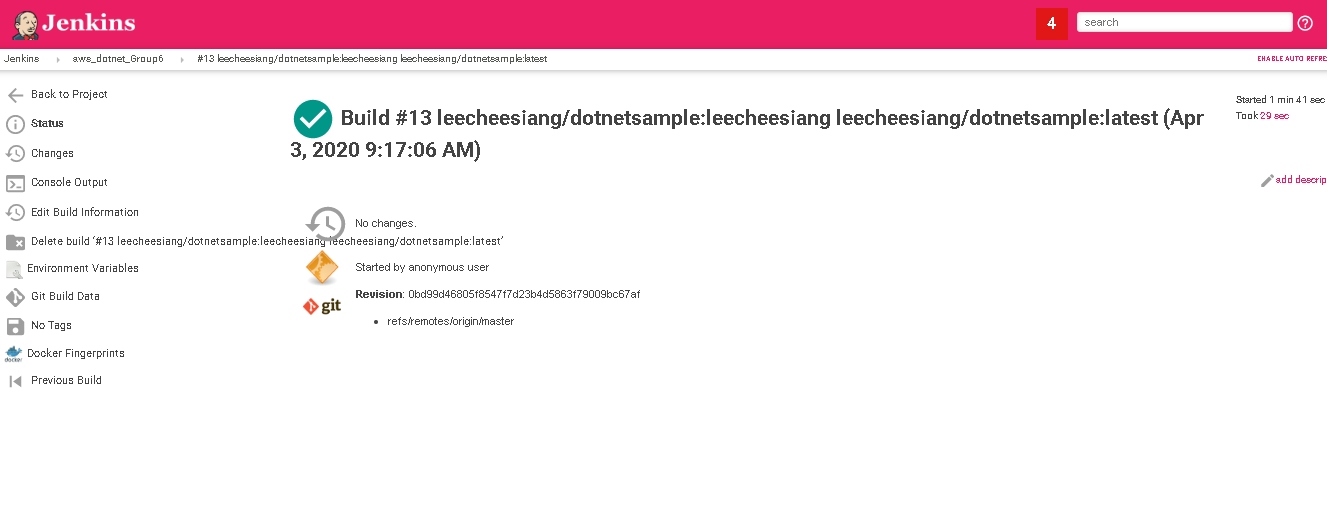 Jenkins
4
search
Jenkins
aws_dotnet_Group6
#13 leecheesiang/dotnetsample:leecheesiang leecheesiang/dotnetsample:latest
ENABLE AUTO REFRE
Back to Project
Status
Changes
Console Output
Edit Build Information
Delete build ‘#13 leecheesiang/dotnetsample:leecheesiang leecheesiang/dotnetsample:latest’
Environment Variables
Git Build Data
No Tags
docker
Docker Fingerprints
Previous Build
Build #13 leecheesiang/dotnetsample:leecheesiang leecheesiang/dotnetsample:latest (Apr
3, 2020 9:17:06 AM)
Started 1 min 41 sec
Took 29 sec
add descrip
No changes.
Started by anonymous user
git
Revision: 0bd99d46805f8547f7d23b4d5863f79009bc67af
refs/remotes/origin/master